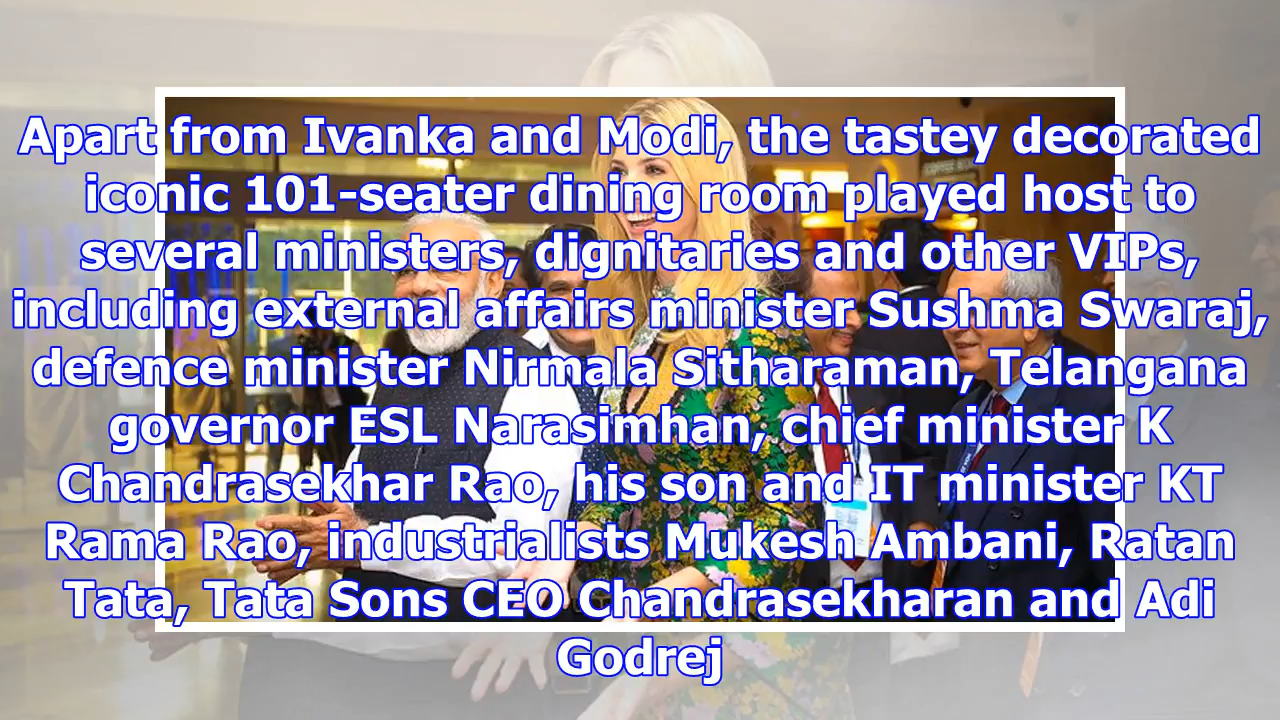 Apart from Ivanka and Modi, the tastey decorated
iconic 101-seater dining room played host to
several ministers, dignitaries and other VIPs,
including external affairs minister Sushma Swaraj,
defence minister Nirmala Sitharaman, Telangana
governor ESL Narasimhan, chief minister K
Chandrasekhar Rao, his son and IT minister KT
Rama Rao, industrialists Mukesh Ambani, Ratan
Tata, Tata Sons CEO Chandrasekharan and Adi
Godrej